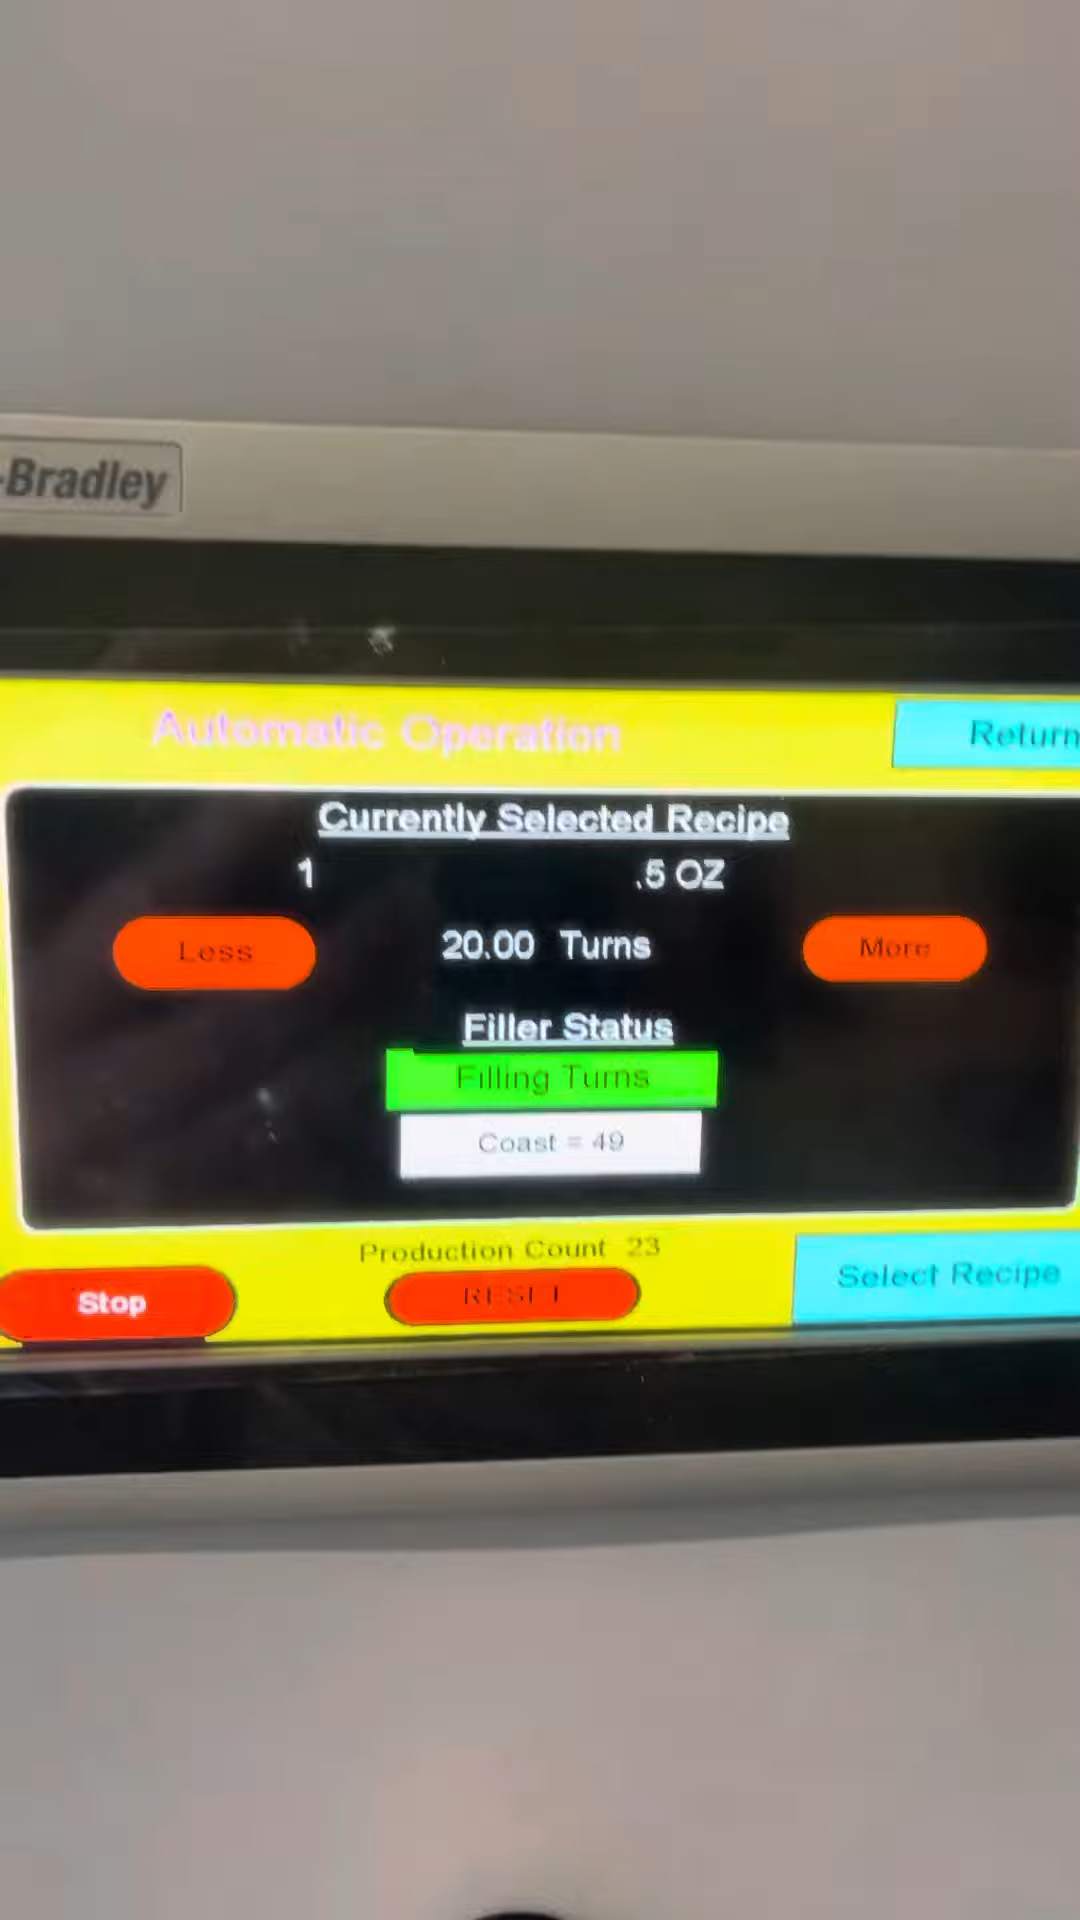 -Bradley
Automatic Operation
Return
Currently Selected Recipe
1 .5 OZ
Less 20.00 Turns More
Filler Status
Filling Turns
Coast = 49
Production Count 23
Stop RESET Select Recipe